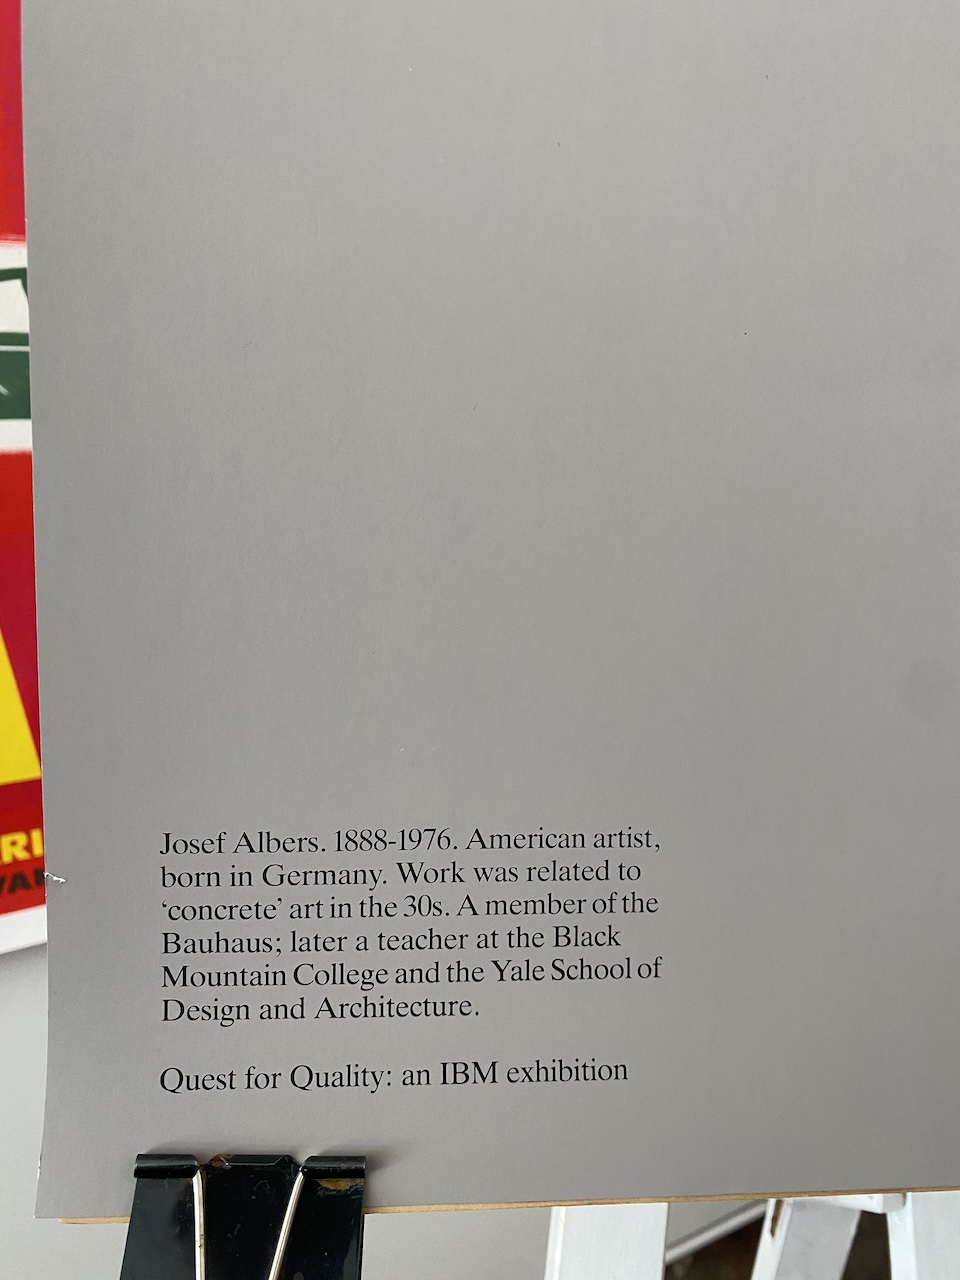 Josef Albers. 1888-1976. American artist,
born in Germany. Work was related to
‘concrete’ art in the 30s. A member of the
Bauhaus; later a teacher at the Black
Mountain College and the Yale School of
Design and Architecture.
Quest for Quality: an IBM exhibition